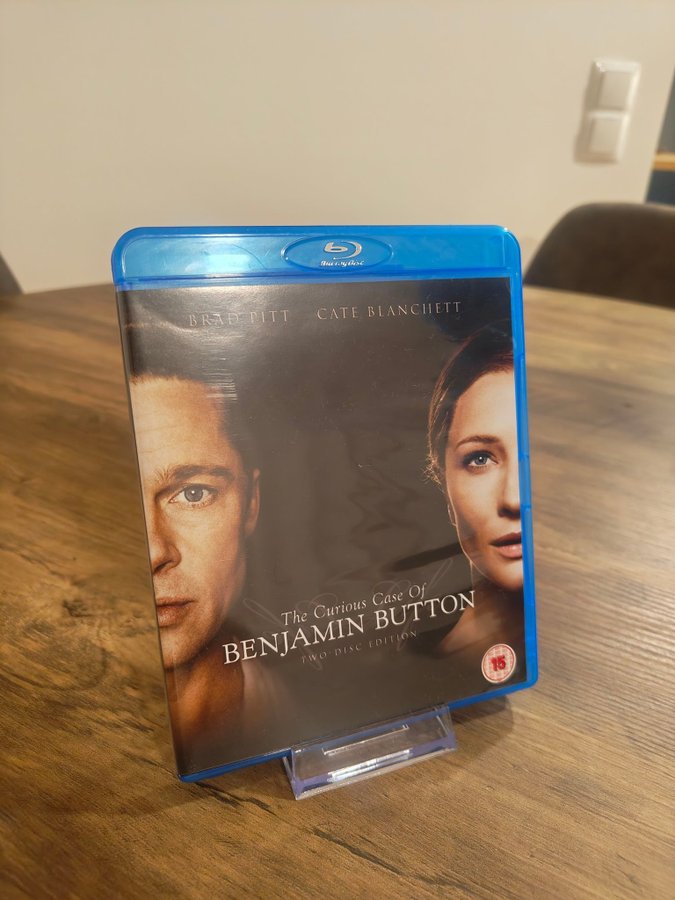 Blu-ray Disc
BRAD PITT CATE BLANCHETT
The Curious Case Of
BENJAMIN BUTTON
TWO-DISC EDITION
15